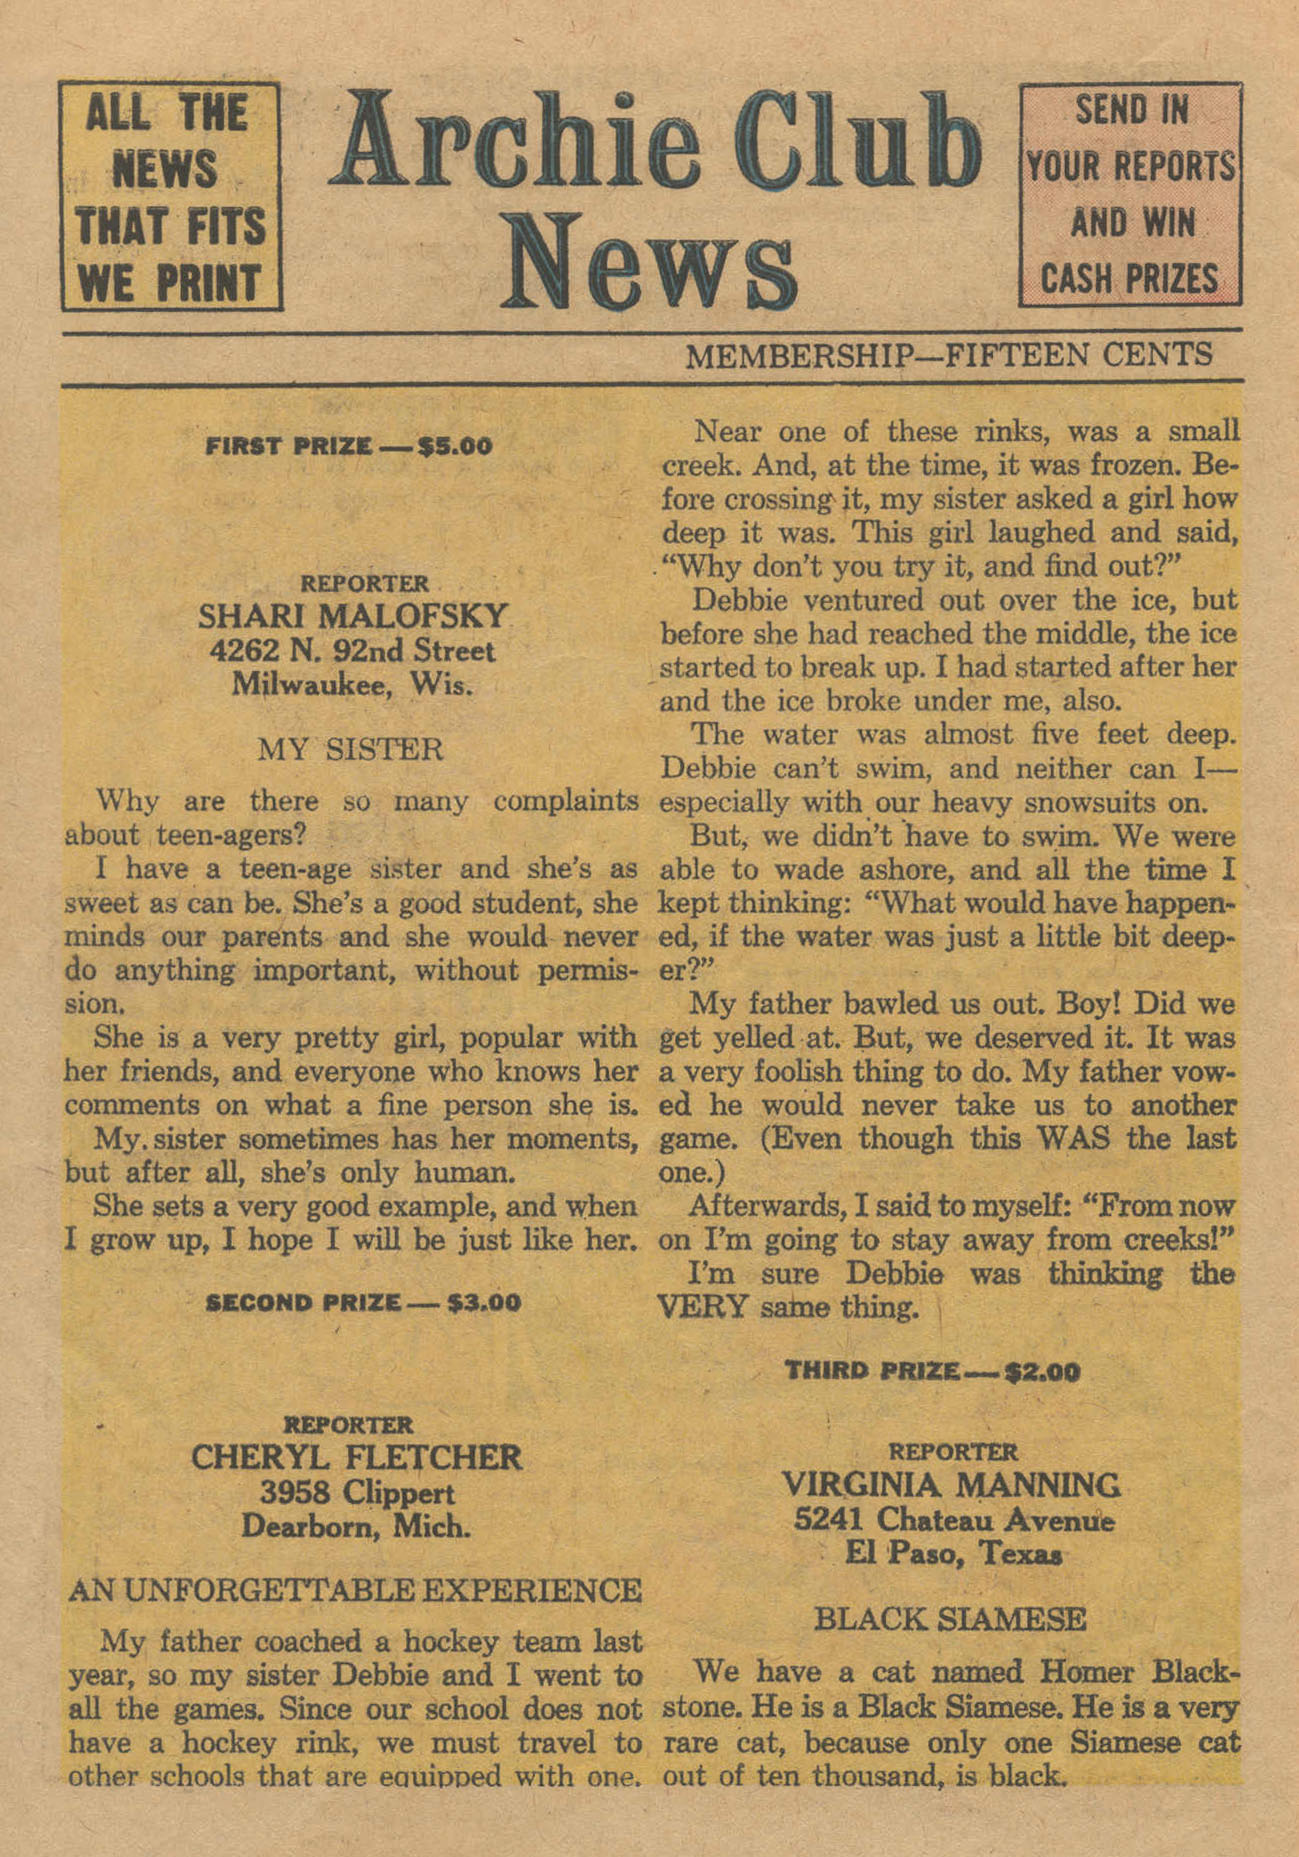 ALL THE
NEWS
THAT FITS
WE PRINT
Archie Club
News
SEND IN
YOUR REPORTS
AND WIN
CASH PRIZES
MEMBERSHIP—FIFTEEN CENTS
FIRST PRIZE — $5.00
REPORTER
SHARI MALOFSKY
4262 N. 92nd Street
Milwaukee, Wis.
MY SISTER
Why are there so many complaints
about teen-agers?
I have a teen-age sister and she's as
sweet as can be. She's a good student, she
minds our parents and she would never
do anything important, without permis-
sion.
She is a very pretty girl, popular with
her friends, and everyone who knows her
comments on what a fine person she is.
My sister sometimes has her moments,
but after all, she's only human.
She sets a very good example, and when
I grow up, I hope I will be just like her.
SECOND PRIZE — $3.00
REPORTER
CHERYL FLETCHER
3958 Clippert
Dearborn, Mich.
AN UNFORGETTABLE EXPERIENCE
My father coached a hockey team last
year, so my sister Debbie and I went to
all the games. Since our school does not
have a hockey rink, we must travel to
other schools that are equipped with one.
Near one of these rinks, was a small
creek. And, at the time, it was frozen. Be-
fore crossing it, my sister asked a girl how
deep it was. This girl laughed and said,
“Why don't you try it, and find out?”
Debbie ventured out over the ice, but
before she had reached the middle, the ice
started to break up. I had started after her
and the ice broke under me, also.
The water was almost five feet deep.
Debbie can't swim, and neither can I—
especially with our heavy snowsuits on.
But, we didn't have to swim. We were
able to wade ashore, and all the time I
kept thinking: “What would have happen-
ed, if the water was just a little bit deep-
er?”
My father bawled us out. Boy! Did we
get yelled at. But, we deserved it. It was
a very foolish thing to do. My father vow-
ed he would never take us to another
game. (Even though this WAS the last
one.)
Afterwards, I said to myself: “From now
on I'm going to stay away from creeks!”
I'm sure Debbie was thinking the
VERY same thing.
THIRD PRIZE — $2.00
REPORTER
VIRGINIA MANNING
5241 Chateau Avenue
El Paso, Texas
BLACK SIAMESE
We have a cat named Homer Black-
stone. He is a Black Siamese. He is a very
rare cat, because only one Siamese cat
out of ten thousand, is black.